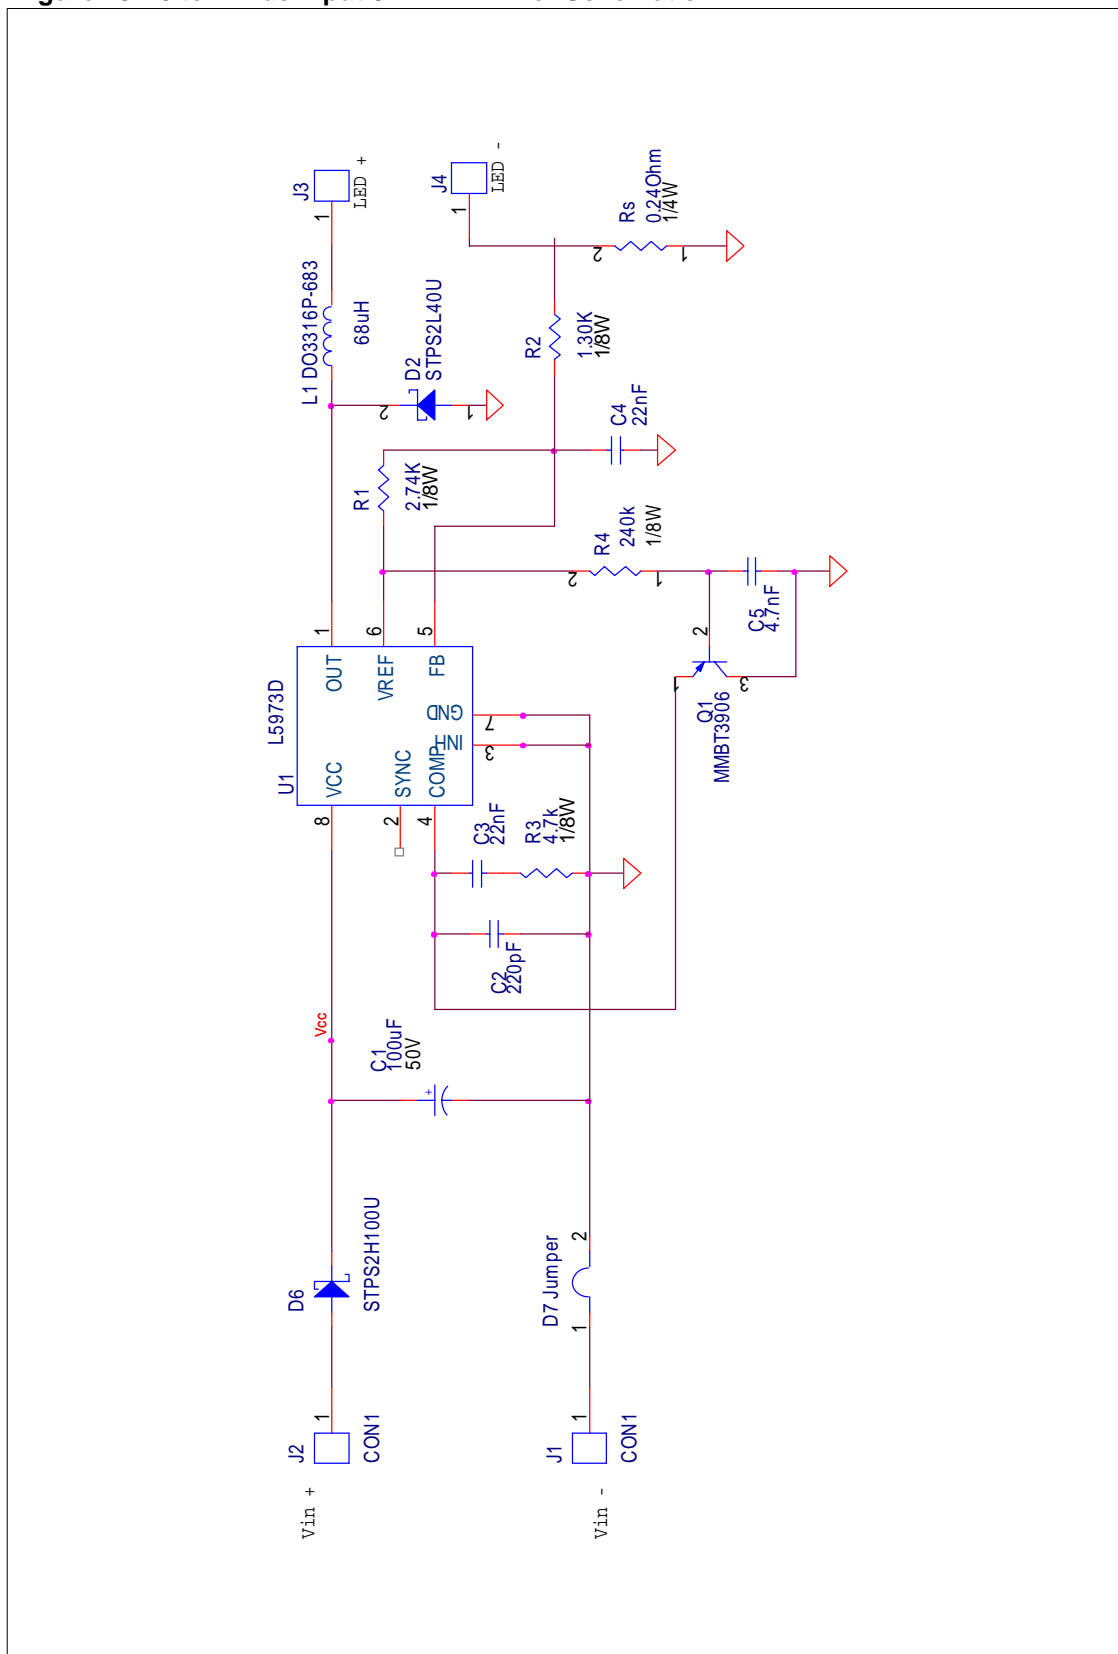 Vin +
J2
1
CON1
D6
STPS2H100U
Vin -
J1
1
CON1
D7 Jumper
1
2
C1
100uF
50V
+
Vcc
C2
220pF
C3
22nF
R3
4.7k
1/8W
U1
L5973D
8
VCC
2
SYNC
4
COMP
3
INH
7
GND
OUT
1
VREF
6
FB
5
Q1
MMBT3906
1
2
3
C5
4.7nF
R4
240k
1/8W
2
1
R1
2.74K
1/8W
C4
22nF
D2
STPS2L40U
2
1
L1 DO3316P-683
68uH
R2
1.30K
1/8W
J3
1
LED +
J4
1
LED -
Rs
0.24Ohm
1/4W
2
1